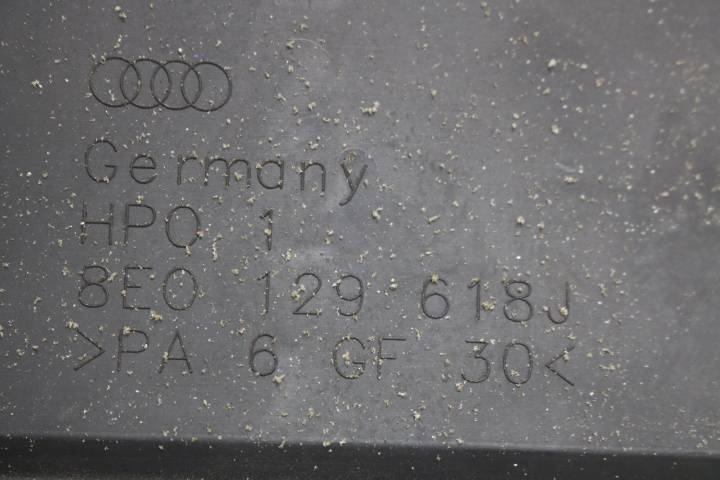 Germany
HPO 1
8E0 129 618J
>PA 6 GF 30<